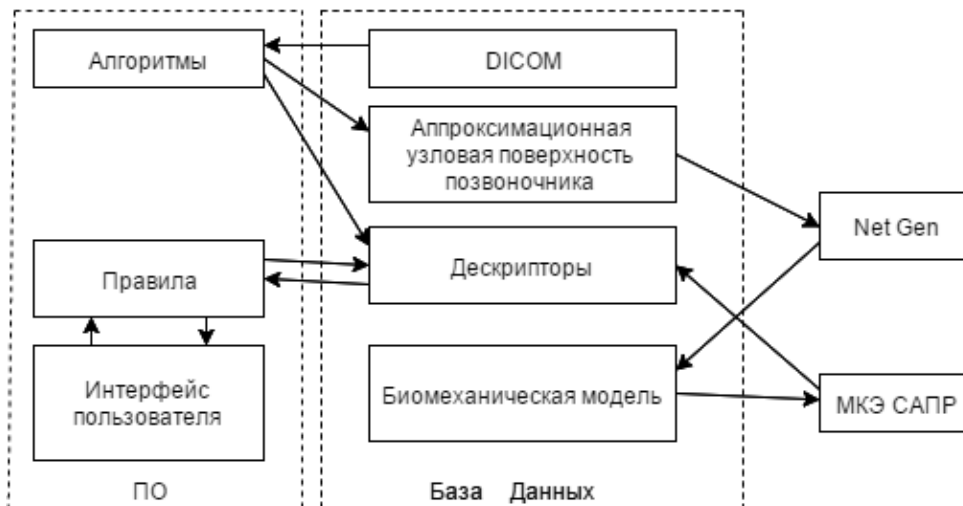 Алгоритмы
DICOM
Аппроксимационная
узловая поверхность
позвоночника
Net Gen
Правила
Дескрипторы
Интерфейс
пользователя
Биомеханическая модель
МКЭ САПР
ПО
База Данных